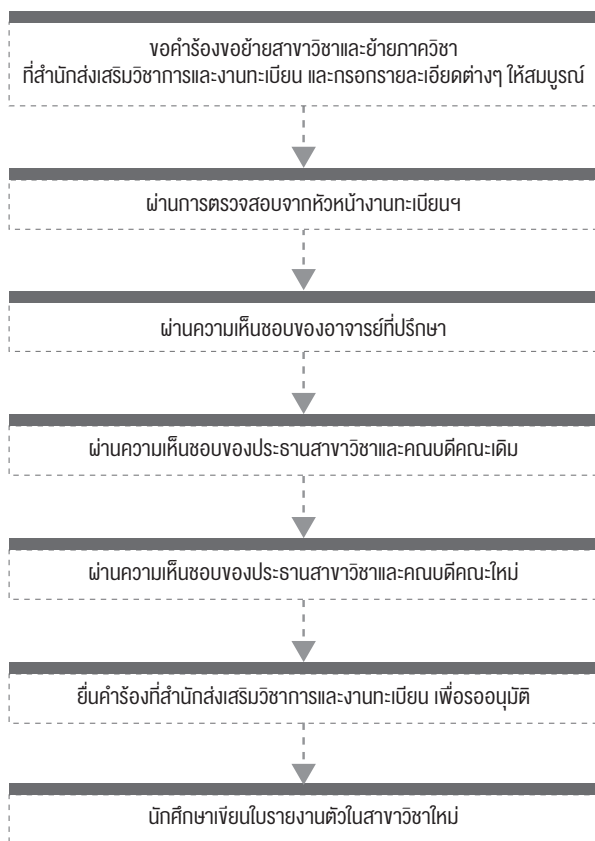 ขอคำร้องขอย้ายสาขาวิชาและย้ายภาควิชา
ที่สำนักส่งเสริมวิชาการและงานทะเบียน และกรอกรายละเอียดต่างๆ ให้สมบูรณ์
ผ่านการตรวจสอบจากหัวหน้างานทะเบียนฯ
ผ่านความเห็นชอบของอาจารย์ที่ปรึกษา
ผ่านความเห็นชอบของประธานสาขาวิชาและคณบดีคณะเดิม
ผ่านความเห็นชอบของประธานสาขาวิชาและคณบดีคณะใหม่
ยื่นคำร้องที่สำนักส่งเสริมวิชาการและงานทะเบียน เพื่อรออนุมัติ
นักศึกษาเขียนใบรายงานตัวในสาขาวิชาใหม่